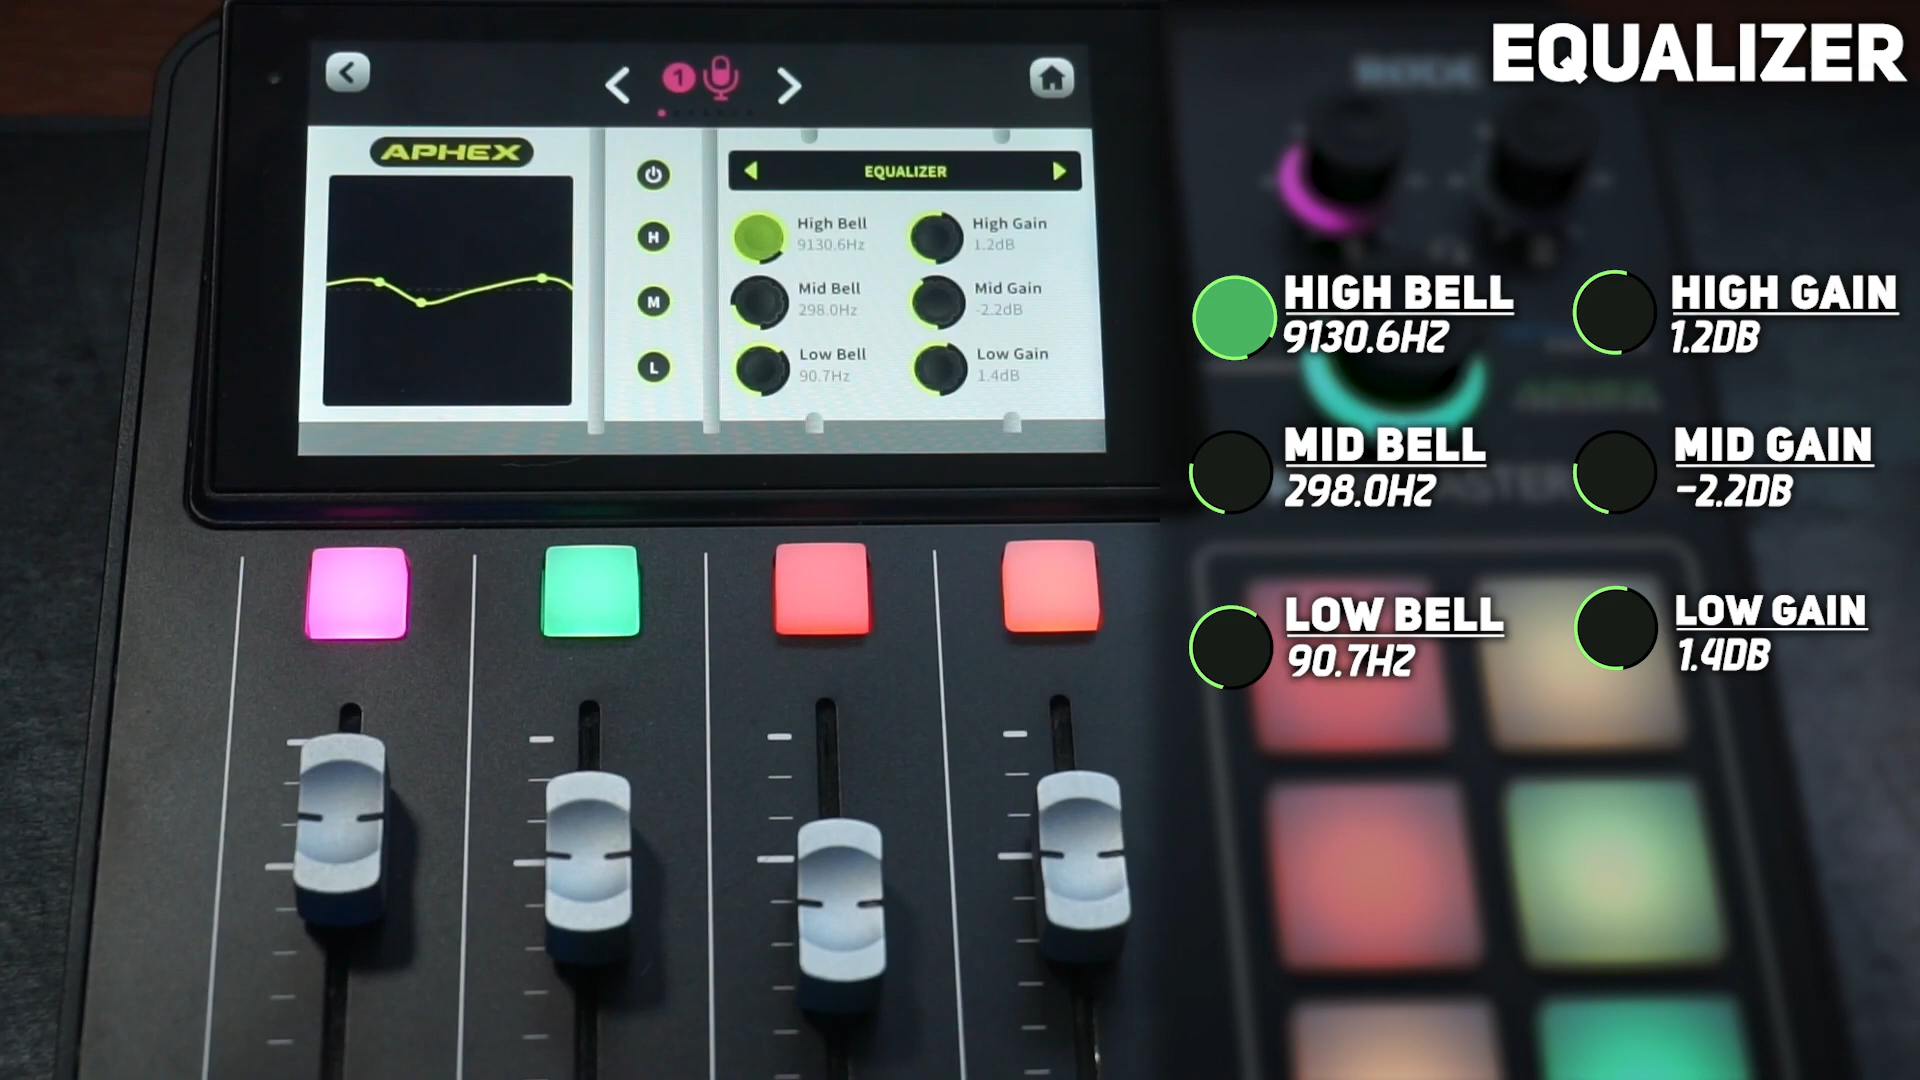 EQUALIZER
1
APHEX
EQUALIZER
H
M
L
High Bell
9130.6Hz
High Gain
1.2dB
Mid Bell
298.0Hz
Mid Gain
-2.2dB
Low Bell
90.7Hz
Low Gain
1.4dB
HIGH BELL
9130.6HZ
HIGH GAIN
1.2DB
MID BELL
298.0HZ
MID GAIN
-2.2DB
LOW BELL
90.7HZ
LOW GAIN
1.4DB